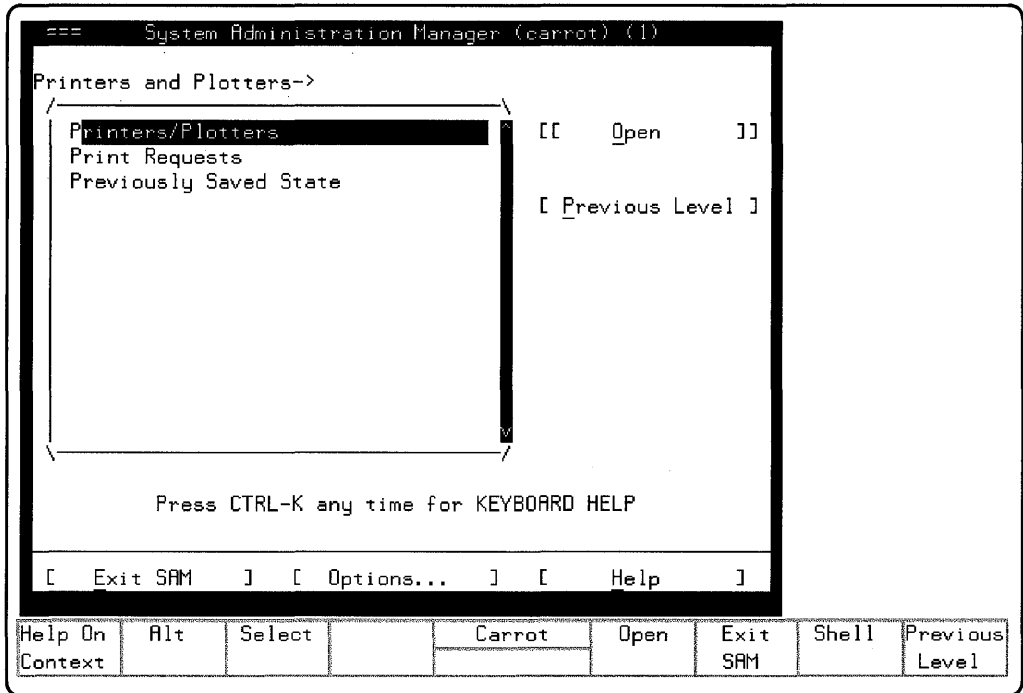 === System Administration Manager (carrot) (1)
Printers and Plotters->
Printers/Plotters
Print Requests
Previously Saved State
[[ Open ]]
[ Previous Level ]
Press CTRL-K any time for KEYBOARD HELP
[ Exit SAM ] [ Options... ] [ Help ]
Help On Context
Alt
Select
Carrot
Open
Exit SAM
Shell
Previous Level